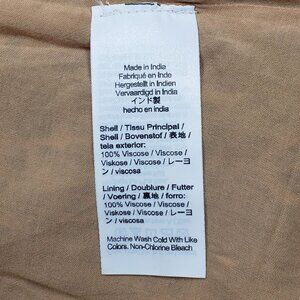 Made in India
Fabriqué en Inde
Hergestellt in Indien
Vervaardigd in India
インド製
hecho en india
Shell / Tissu Principal /
Shell / Bovenstof / 表地 /
tela exterior:
100% Viscose / Viscose /
Viskose / Viscose / レーヨ
ン / viscosa
Lining / Doublure / Futter
/ Voering / 裏地 / forro:
100% Viscose / Viscose /
Viskose / Viscose / レーヨ
ン / viscosa
Machine Wash Cold With Like
Colors. Non-Chlorine Bleach